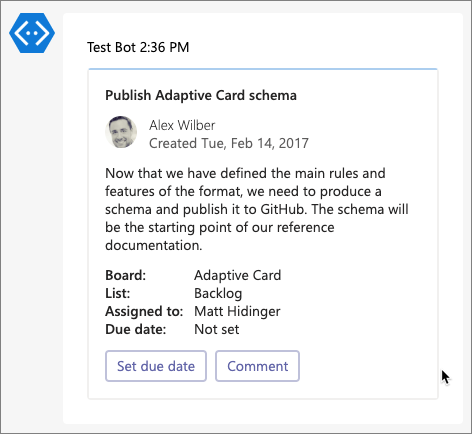 Test Bot 2:36 PM
Publish Adaptive Card schema
Alex Wilber
Created Tue, Feb 14, 2017
Now that we have defined the main rules and
features of the format, we need to produce a
schema and publish it to GitHub. The schema will
be the starting point of our reference
documentation.
Board: Adaptive Card
List: Backlog
Assigned to: Matt Hidinger
Due date: Not set
Set due date Comment